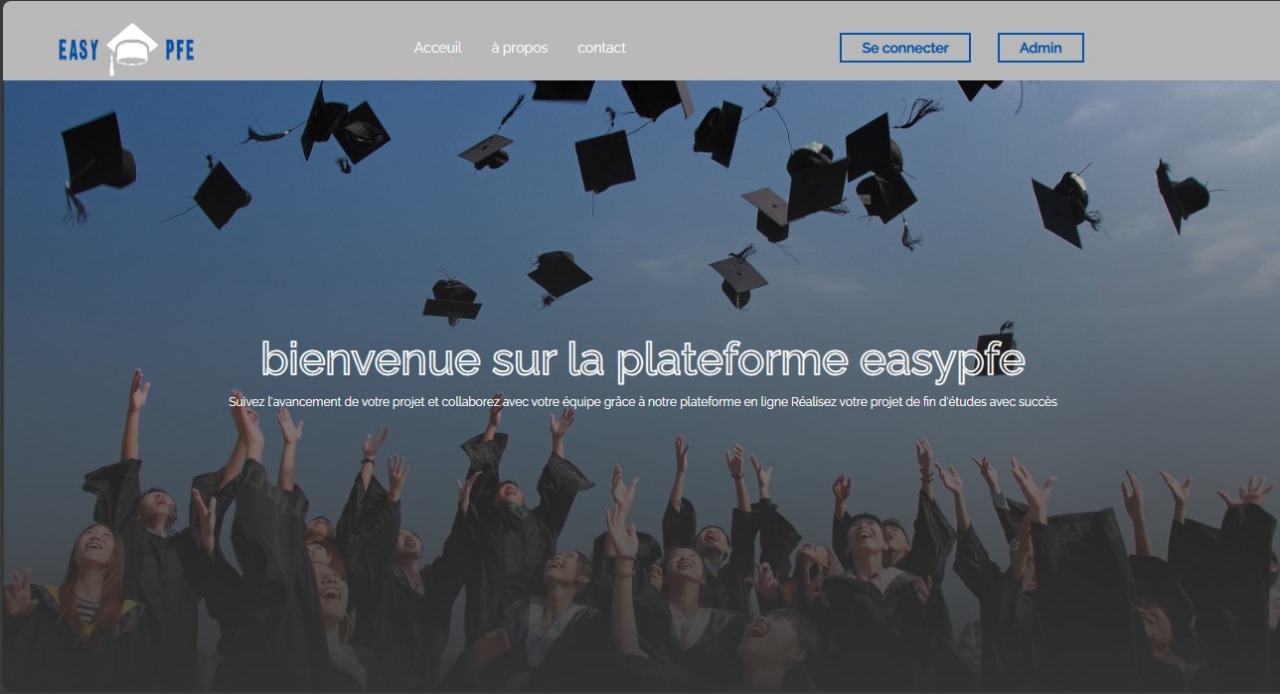 EASY PFE
Acceuil à propos contact
Se connecter Admin
bienvenue sur la plateforme easypfe
Suivez l'avancement de votre projet et collaborez avec votre équipe grâce à notre plateforme en ligne Réalisez votre projet de fin d'études avec succès